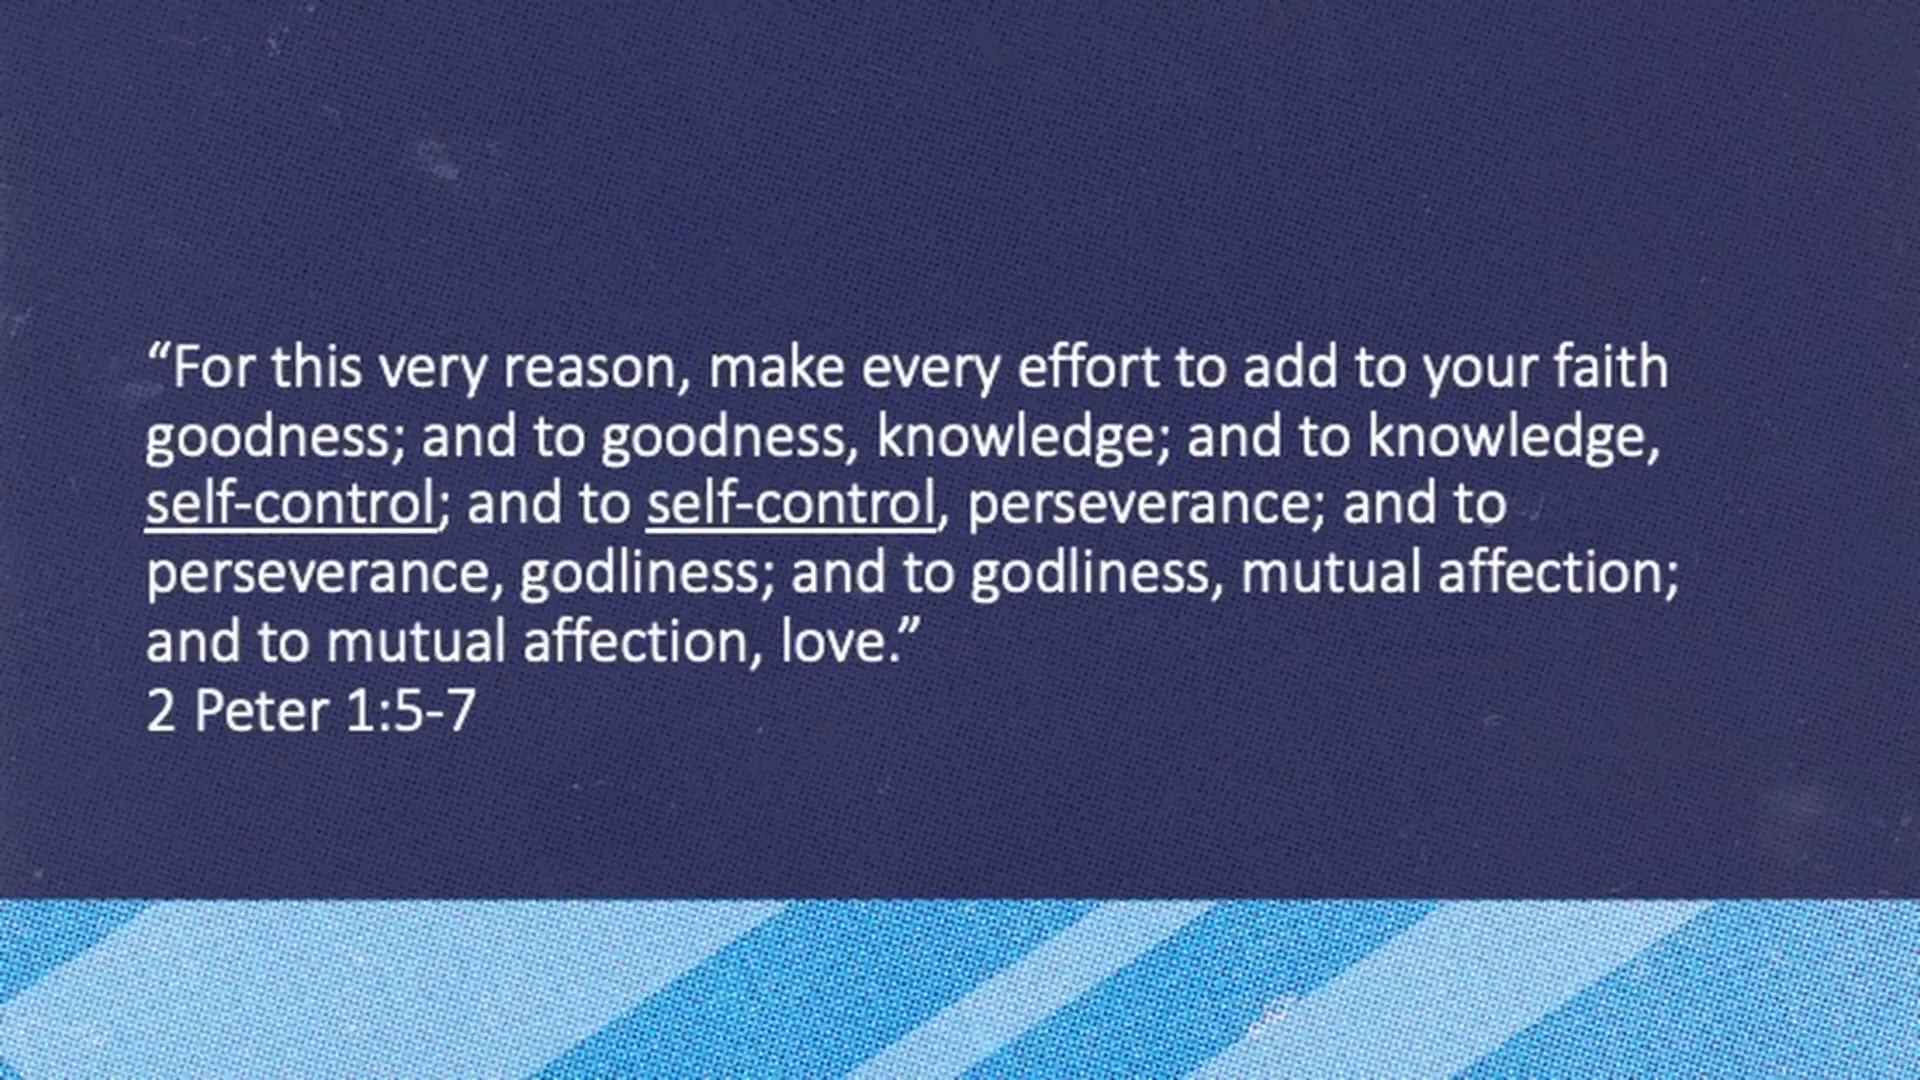 “For this very reason, make every effort to add to your faith
goodness; and to goodness, knowledge; and to knowledge,
self-control; and to self-control, perseverance; and to
perseverance, godliness; and to godliness, mutual affection;
and to mutual affection, love.”
2 Peter 1:5-7